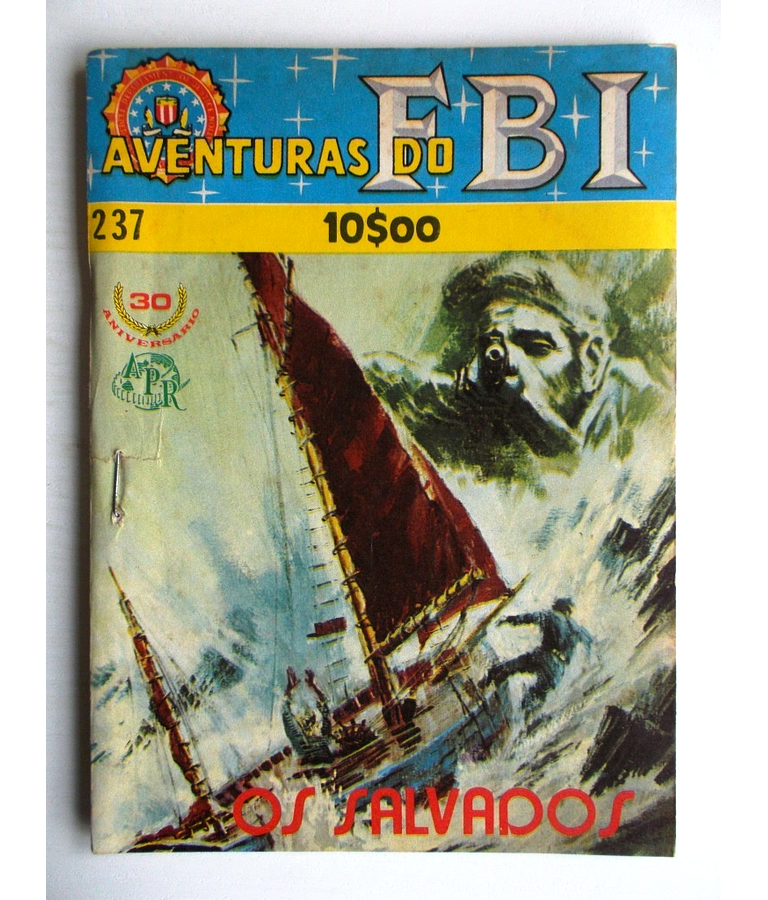 AVENTURAS DO FBI
237 10$00
30
ANIVERSÁRIO
APR
OS SALVADOS